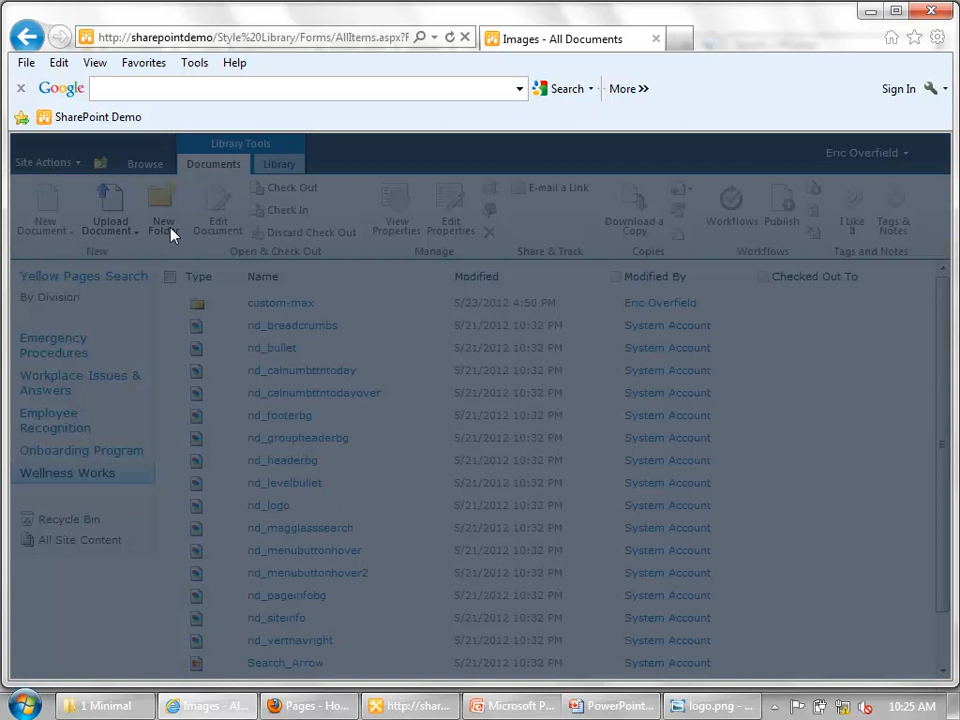 http://sharepointdemo/Style%20Library/Forms/AllItems.aspx?F
Images - All Documents
File Edit View Favorites Tools Help
Google Search More »
Sign In
SharePoint Demo
Library Tools
Site Actions Browse Documents Library
Eric Overfield
New Document
Upload Document
New Folder
Edit Document
Check Out
Check In
Discard Check Out
View Properties
Edit Properties
E-mail a Link
Download a Copy
Workflows
Publish
I Like It
Tags & Notes
New Open & Check Out Manage Share & Track Copies Workflows Tags and Notes
Yellow Pages Search
By Division
Emergency Procedures
Workplace Issues & Answers
Employee Recognition
Onboarding Program
Wellness Works
Recycle Bin
All Site Content
Type Name Modified Modified By Checked Out To
custom-max 5/23/2012 4:50 PM Eric Overfield
nd_breadcrumbs 5/21/2012 10:32 PM System Account
nd_bullet 5/21/2012 10:32 PM System Account
nd_calnumbttntoday 5/21/2012 10:32 PM System Account
nd_calnumbttntodayover 5/21/2012 10:32 PM System Account
nd_footerbg 5/21/2012 10:32 PM System Account
nd_groupheaderbg 5/21/2012 10:32 PM System Account
nd_headerbg 5/21/2012 10:32 PM System Account
nd_levelbullet 5/21/2012 10:32 PM System Account
nd_logo 5/21/2012 10:32 PM System Account
nd_magglasssearch 5/21/2012 10:32 PM System Account
nd_menubuttonhover 5/21/2012 10:32 PM System Account
nd_menubuttonhover2 5/21/2012 10:32 PM System Account
nd_pageinfobg 5/21/2012 10:32 PM System Account
nd_siteinfo 5/21/2012 10:32 PM System Account
nd_vertnavright 5/21/2012 10:32 PM System Account
Search_Arrow 5/21/2012 10:32 PM System Account
1 Minimal Images - Al... Pages - Ho... http://shar... Microsoft P... PowerPoint... logo.png - ... 10:25 AM